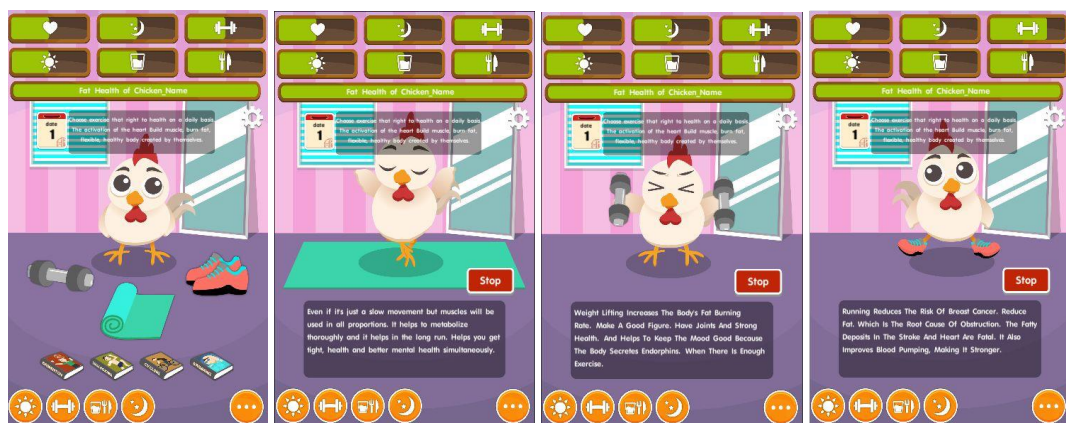 Fat Health of Chicken_Name
date
1
Choose exercise that right to health on a daily basis.
The activation of the heart Build muscle, burn fat,
flexible, healthy body created by themselves.
Fat Health of Chicken_Name
date
1
Choose exercise that right to health on a daily basis.
The activation of the heart Build muscle, burn fat,
flexible, healthy body created by themselves.
Stop
Even if it's just a slow movement but muscles will be
used in all proportions. It helps to metabolize
thoroughly and it helps in the long run. Helps you get
tight, health and better mental health simultaneously.
Fat Health of Chicken_Name
date
1
Choose exercise that right to health on a daily basis.
The activation of the heart Build muscle, burn fat,
flexible, healthy body created by themselves.
Stop
Weight Lifting Increases The Body's Fat Burning
Rate. Make A Good Figure. Have Joints And Strong
Health. And Helps To Keep The Mood Good Because
The Body Secretes Endorphins. When There Is Enough
Exercise.
Fat Health of Chicken_Name
date
1
Choose exercise that right to health on a daily basis.
The activation of the heart Build muscle, burn fat,
flexible, healthy body created by themselves.
Stop
Running Reduces The Risk Of Breast Cancer. Reduce
Fat. Which Is The Root Cause Of Obstruction. The Fatty
Deposits In The Stroke And Heart Are Fatal. It Also
Improves Blood Pumping, Making It Stronger.